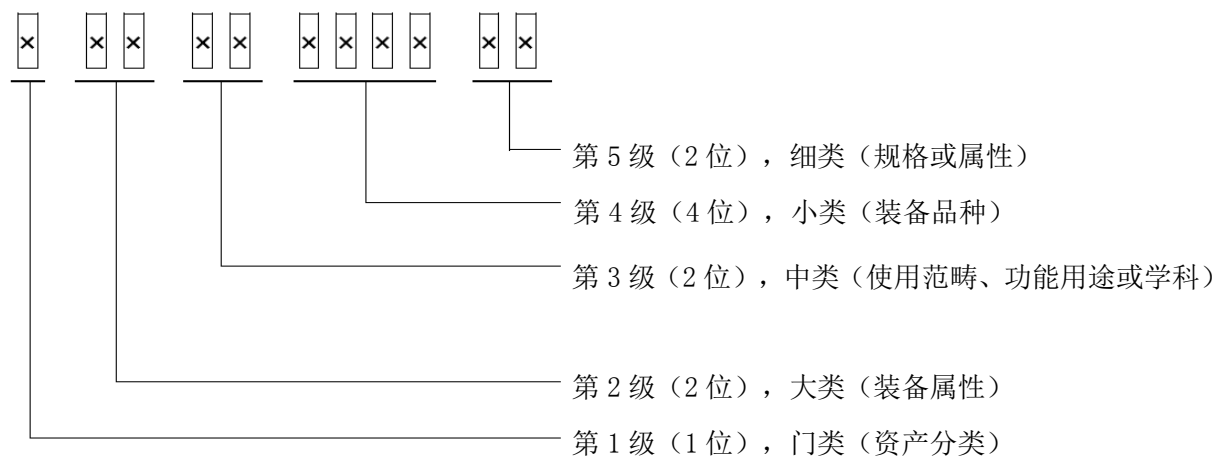 × ×× ×× ×××× ××
第5级（2位），细类（规格或属性）
第4级（4位），小类（装备品种）
第3级（2位），中类（使用范畴、功能用途或学科）
第2级（2位），大类（装备属性）
第1级（1位），门类（资产分类）